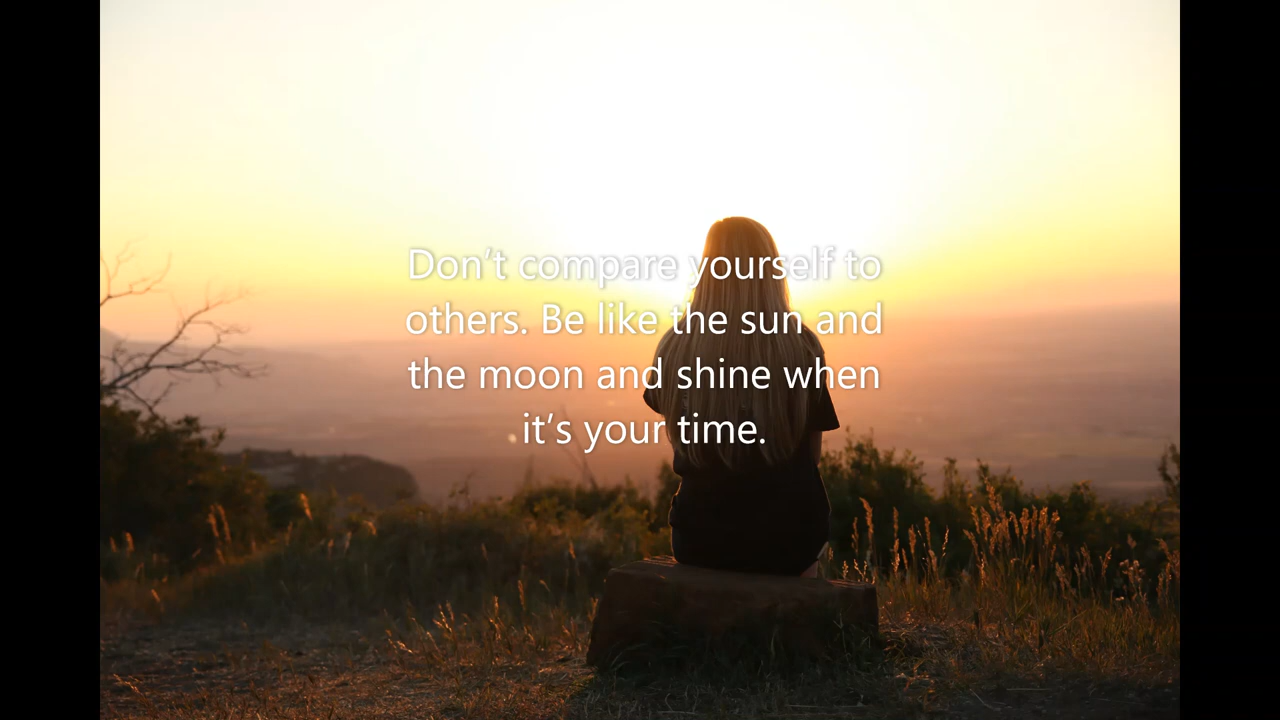 Don’t compare yourself to
others. Be like the sun and
the moon and shine when
it’s your time.